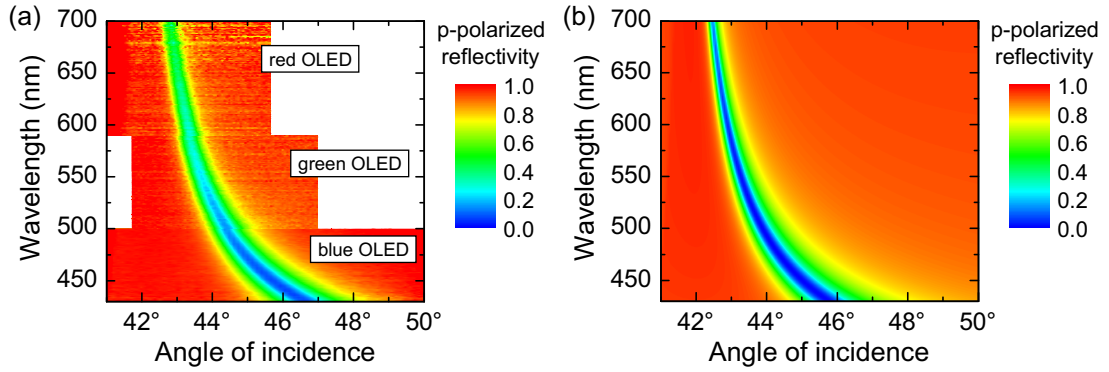 (a)
Wavelength (nm)
700
650
600
550
500
450
red OLED
green OLED
blue OLED
42°
44°
46°
48°
50°
Angle of incidence
p-polarized
reflectivity
1.0
0.8
0.6
0.4
0.2
0.0
(b)
Wavelength (nm)
700
650
600
550
500
450
42°
44°
46°
48°
50°
Angle of incidence
p-polarized
reflectivity
1.0
0.8
0.6
0.4
0.2
0.0